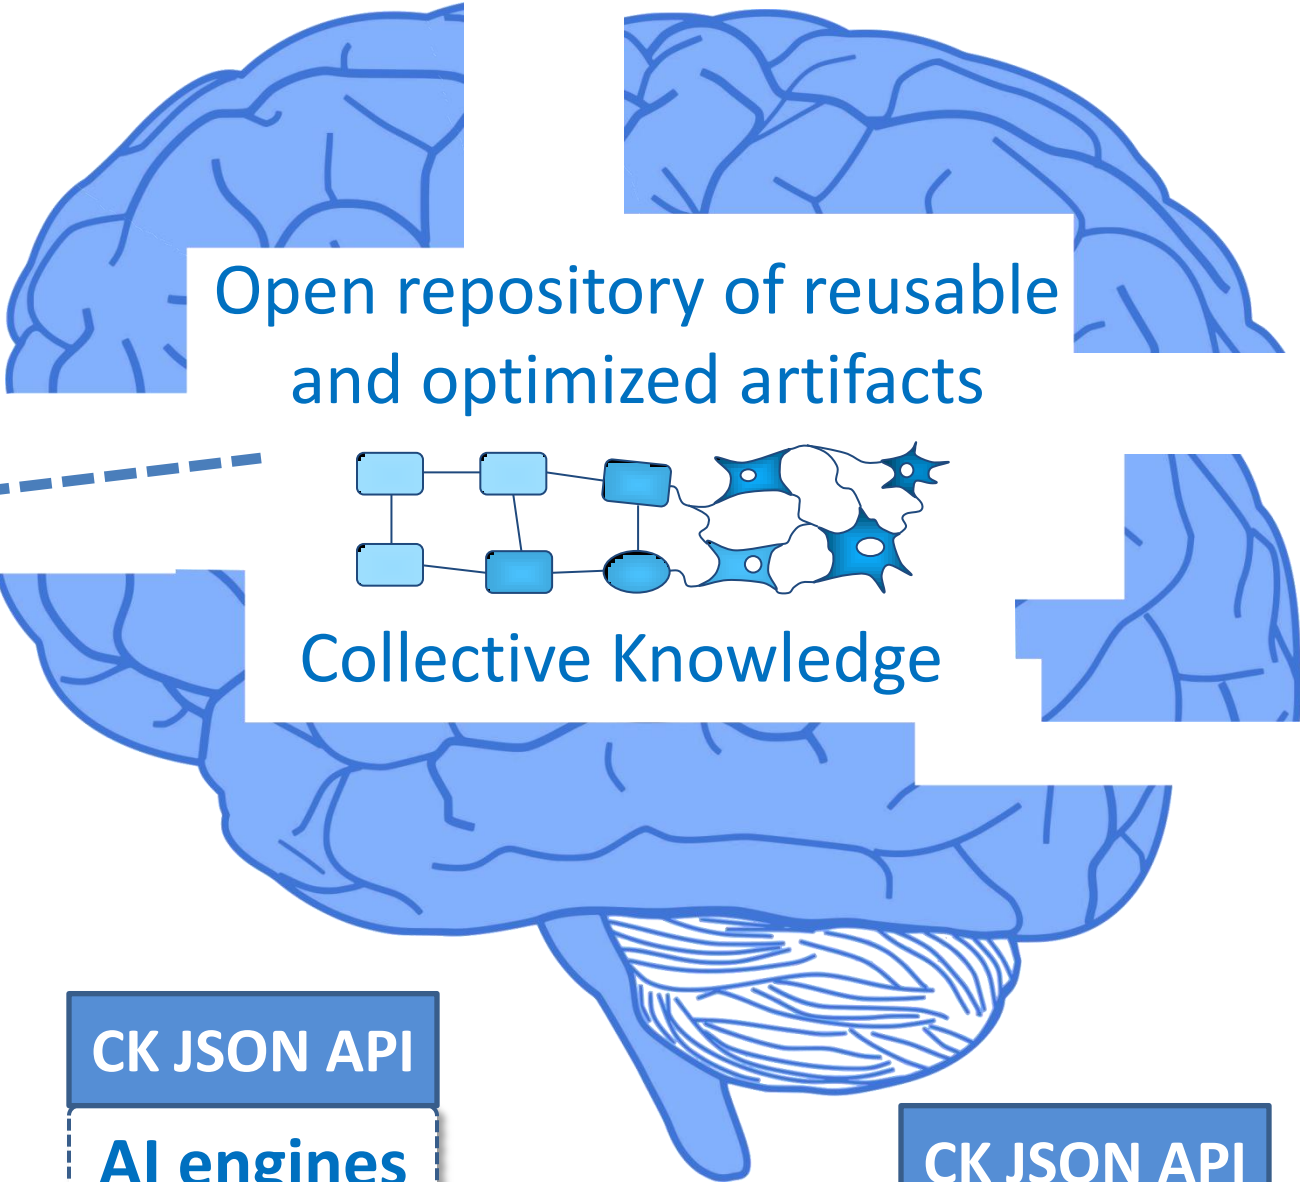 Open repository of reusable
and optimized artifacts
Collective Knowledge
CK JSON API
AI engines
CK JSON API